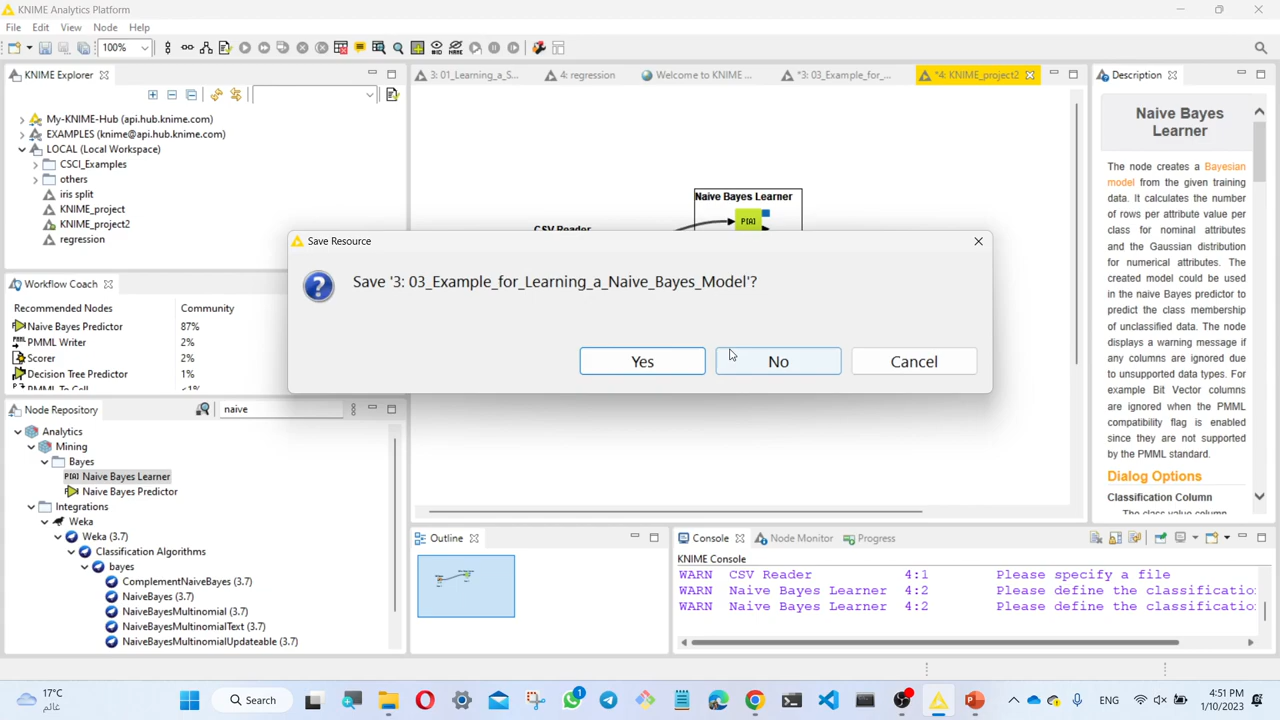 KNIME Analytics Platform
File Edit View Node Help
100%
KNIME Explorer
My-KNIME-Hub (api.hub.knime.com)
EXAMPLES (knime@api.hub.knime.com)
LOCAL (Local Workspace)
CSCI_Examples
others
iris split
KNIME_project
KNIME_project2
regression
Workflow Coach
Recommended Nodes Community
Naive Bayes Predictor 87%
PMML Writer 2%
Scorer 2%
Decision Tree Predictor 1%
PMML To Cell <1%
Node Repository
naive
Analytics
Mining
Bayes
Naive Bayes Learner
Naive Bayes Predictor
Integrations
Weka
Weka (3.7)
Classification Algorithms
bayes
ComplementNaiveBayes (3.7)
NaiveBayes (3.7)
NaiveBayesMultinomial (3.7)
NaiveBayesMultinomialText (3.7)
NaiveBayesMultinomialUpdateable (3.7)
3: 01_Learning_a_S...
4: regression
Welcome to KNIME ...
*3: 03_Example_for_...
*4: KNIME_project2
Naive Bayes Learner
CSV Reader
Save Resource
Save '3: 03_Example_for_Learning_a_Naive_Bayes_Model'?
Yes No Cancel
Outline
Console Node Monitor Progress
KNIME Console
WARN CSV Reader 4:1 Please specify a file
WARN Naive Bayes Learner 4:2 Please define the classificatio
WARN Naive Bayes Learner 4:2 Please define the classificatio
Description
Naive Bayes
Learner
The node creates a Bayesian
model from the given training
data. It calculates the number
of rows per attribute value per
class for nominal attributes
and the Gaussian distribution
for numerical attributes. The
created model could be used
in the naive Bayes predictor to
predict the class membership
of unclassified data. The node
displays a warning message if
any columns are ignored due
to unsupported data types. For
example Bit Vector columns
are ignored when the PMML
compatibility flag is enabled
since they are not supported
by the PMML standard.
Dialog Options
Classification Column
The class value column
17°C
غائم
Search
1
ENG
4:51 PM
1/10/2023